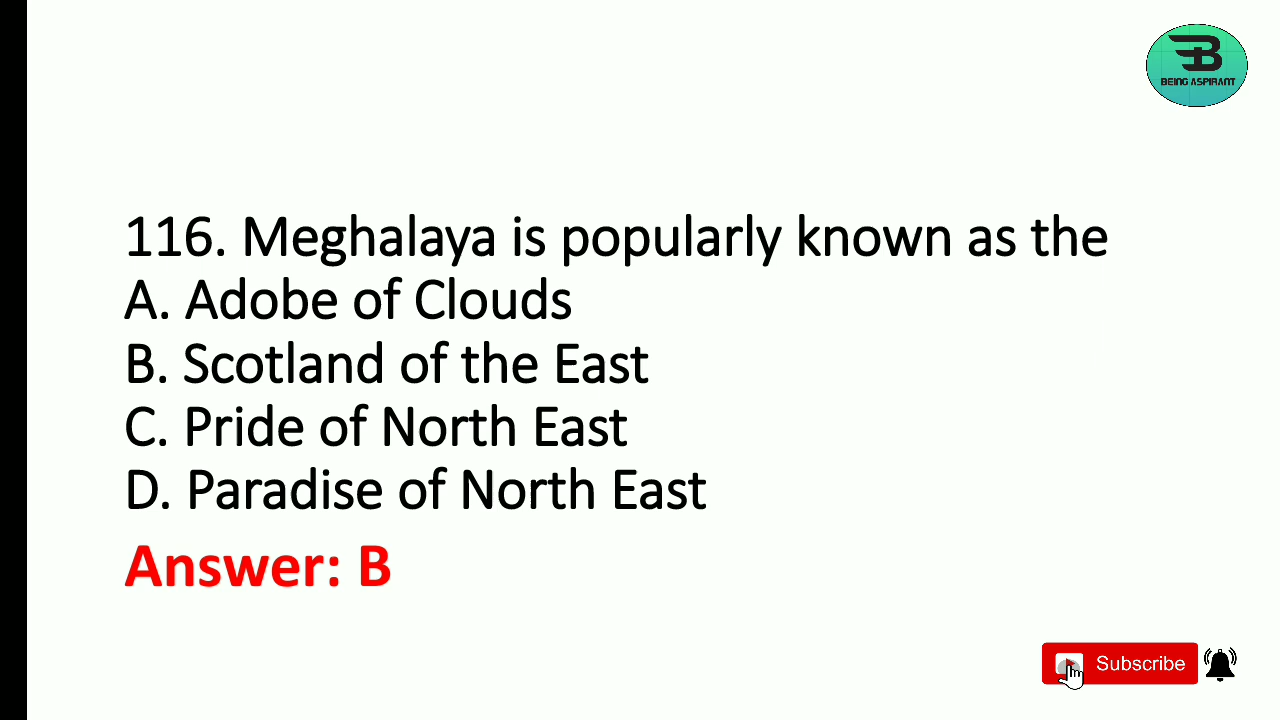 BEING ASPIRANT
116. Meghalaya is popularly known as the
A. Adobe of Clouds
B. Scotland of the East
C. Pride of North East
D. Paradise of North East
Answer: B
Subscribe